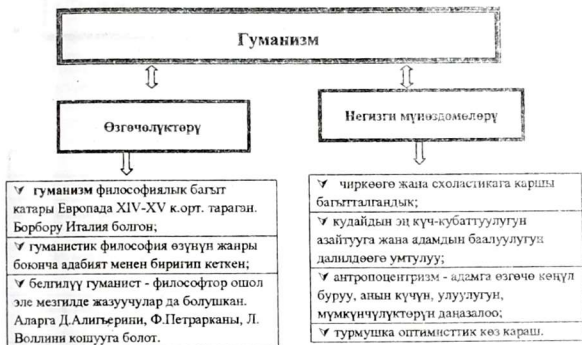 Гуманизм
Өзгөчөлүктөрү
гуманизм философиялык багыт
катары Европада XIV-XV к.орт. тараган.
Борбору Италия болгон;
гуманистик философия өзүнүн жанры
боюнча адабият менен биригип кеткен;
белгилүү гуманист - философтор ошол
эле мезгилде жазуучулар да болушкан.
Аларга Д.Алигьерини, Ф.Петрарканы, Л.
Воллини кошууга болот.
Негизги мүнөздөмөлөрү
чиркөөгө жана схоластикага каршы
багытталгандык;
кудайдын эң күч-кубаттуулугун
азайтууга жана адамдын баалуулугун
далилдөөгө умтулуу;
антропоцентризм - адамга өзгөчө көңүл
буруу, анын күчүн, улуулугун,
мүмкүнчүлүктөрүн даңазалоо;
турмушка оптимисттик көз караш.